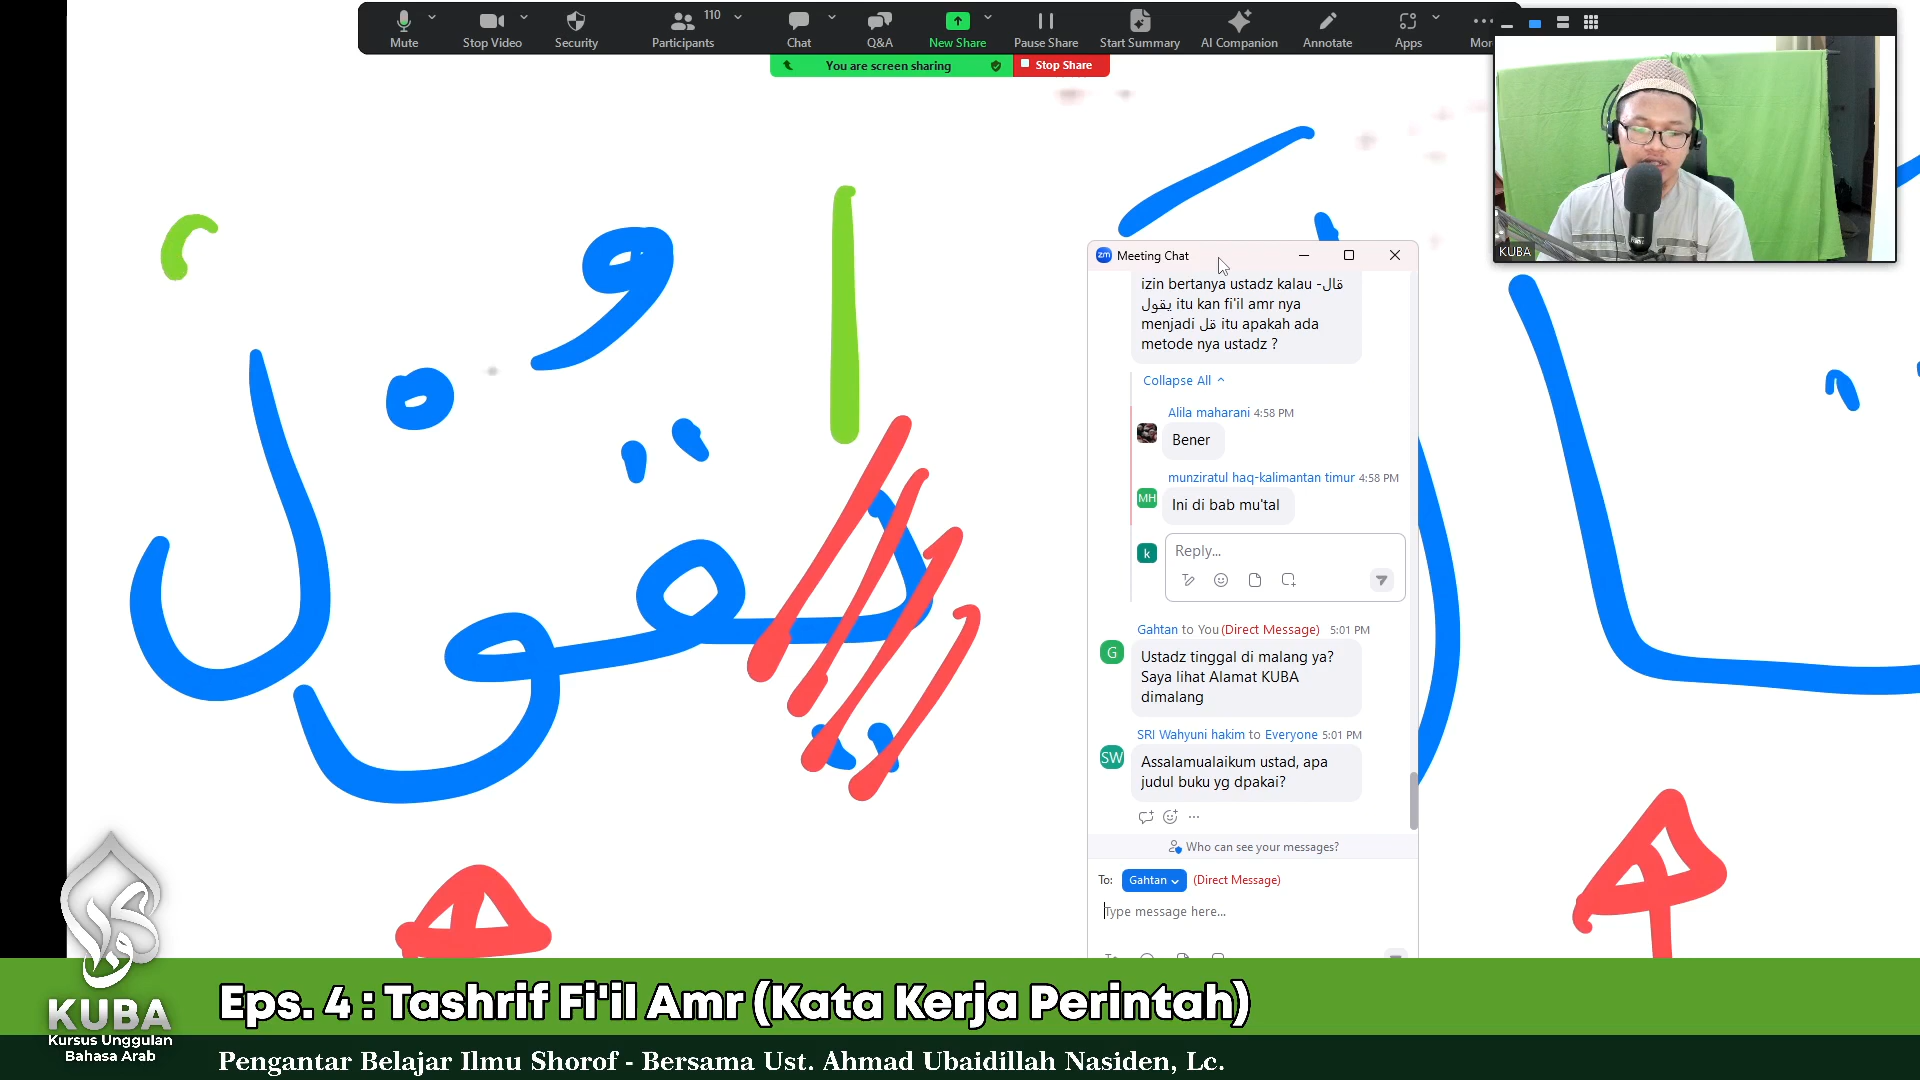 Mute
Stop Video
Security
Participants
110
Chat
Q&A
New Share
Pause Share
Start Summary
AI Companion
Annotate
Apps
You are screen sharing
Stop Share
KUBA
يقول
zm
Meeting Chat
izin bertanya ustadz kalau قال-
يقول itu kan fi'il amr nya
menjadi قل itu apakah ada
metode nya ustadz ?
Collapse All
Alila maharani 4:58 PM
Bener
munziratul haq-kalimantan timur 4:58 PM
MH
Ini di bab mu'tal
k
Reply...
Gahtan to You (Direct Message) 5:01 PM
G
Ustadz tinggal di malang ya?
Saya lihat Alamat KUBA
dimalang
SRI Wahyuni hakim to Everyone 5:01 PM
SW
Assalamualaikum ustad, apa
judul buku yg dpakai?
Who can see your messages?
To: Gahtan (Direct Message)
Type message here...
KUBA
Kursus Unggulan
Bahasa Arab
Eps. 4 : Tashrif Fi'il Amr (Kata Kerja Perintah)
Pengantar Belajar Ilmu Shorof - Bersama Ust. Ahmad Ubaidillah Nasiden, Lc.